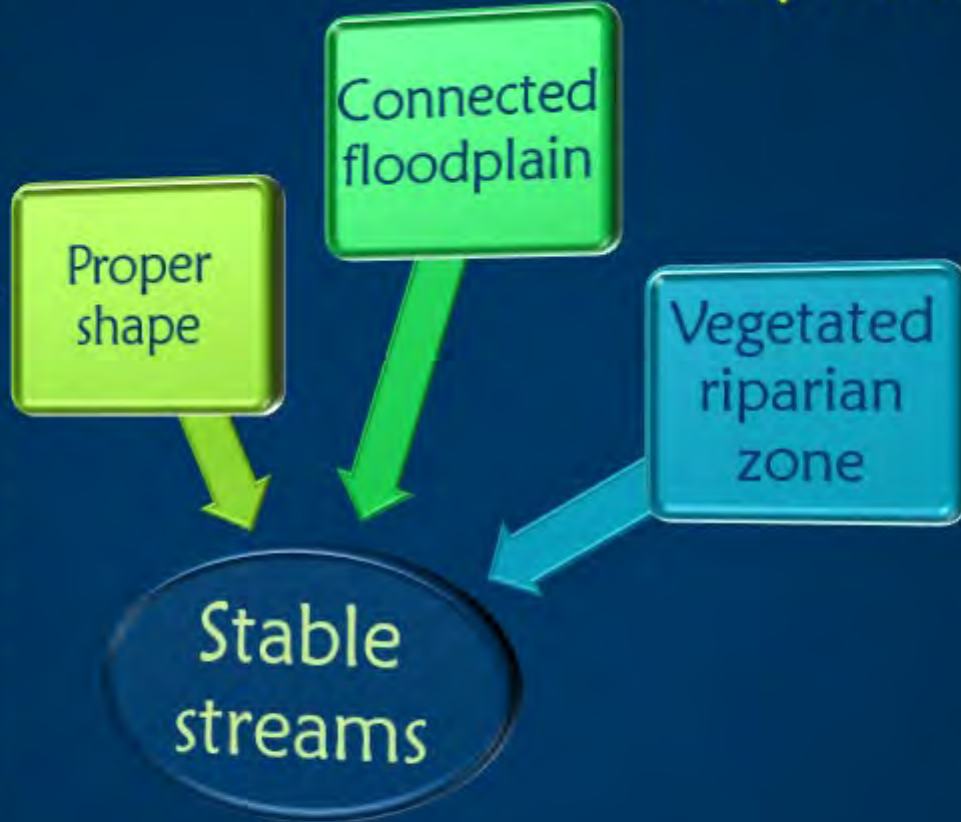 Connected
floodplain
Proper
shape
Vegetated
riparian
zone
Stable
streams